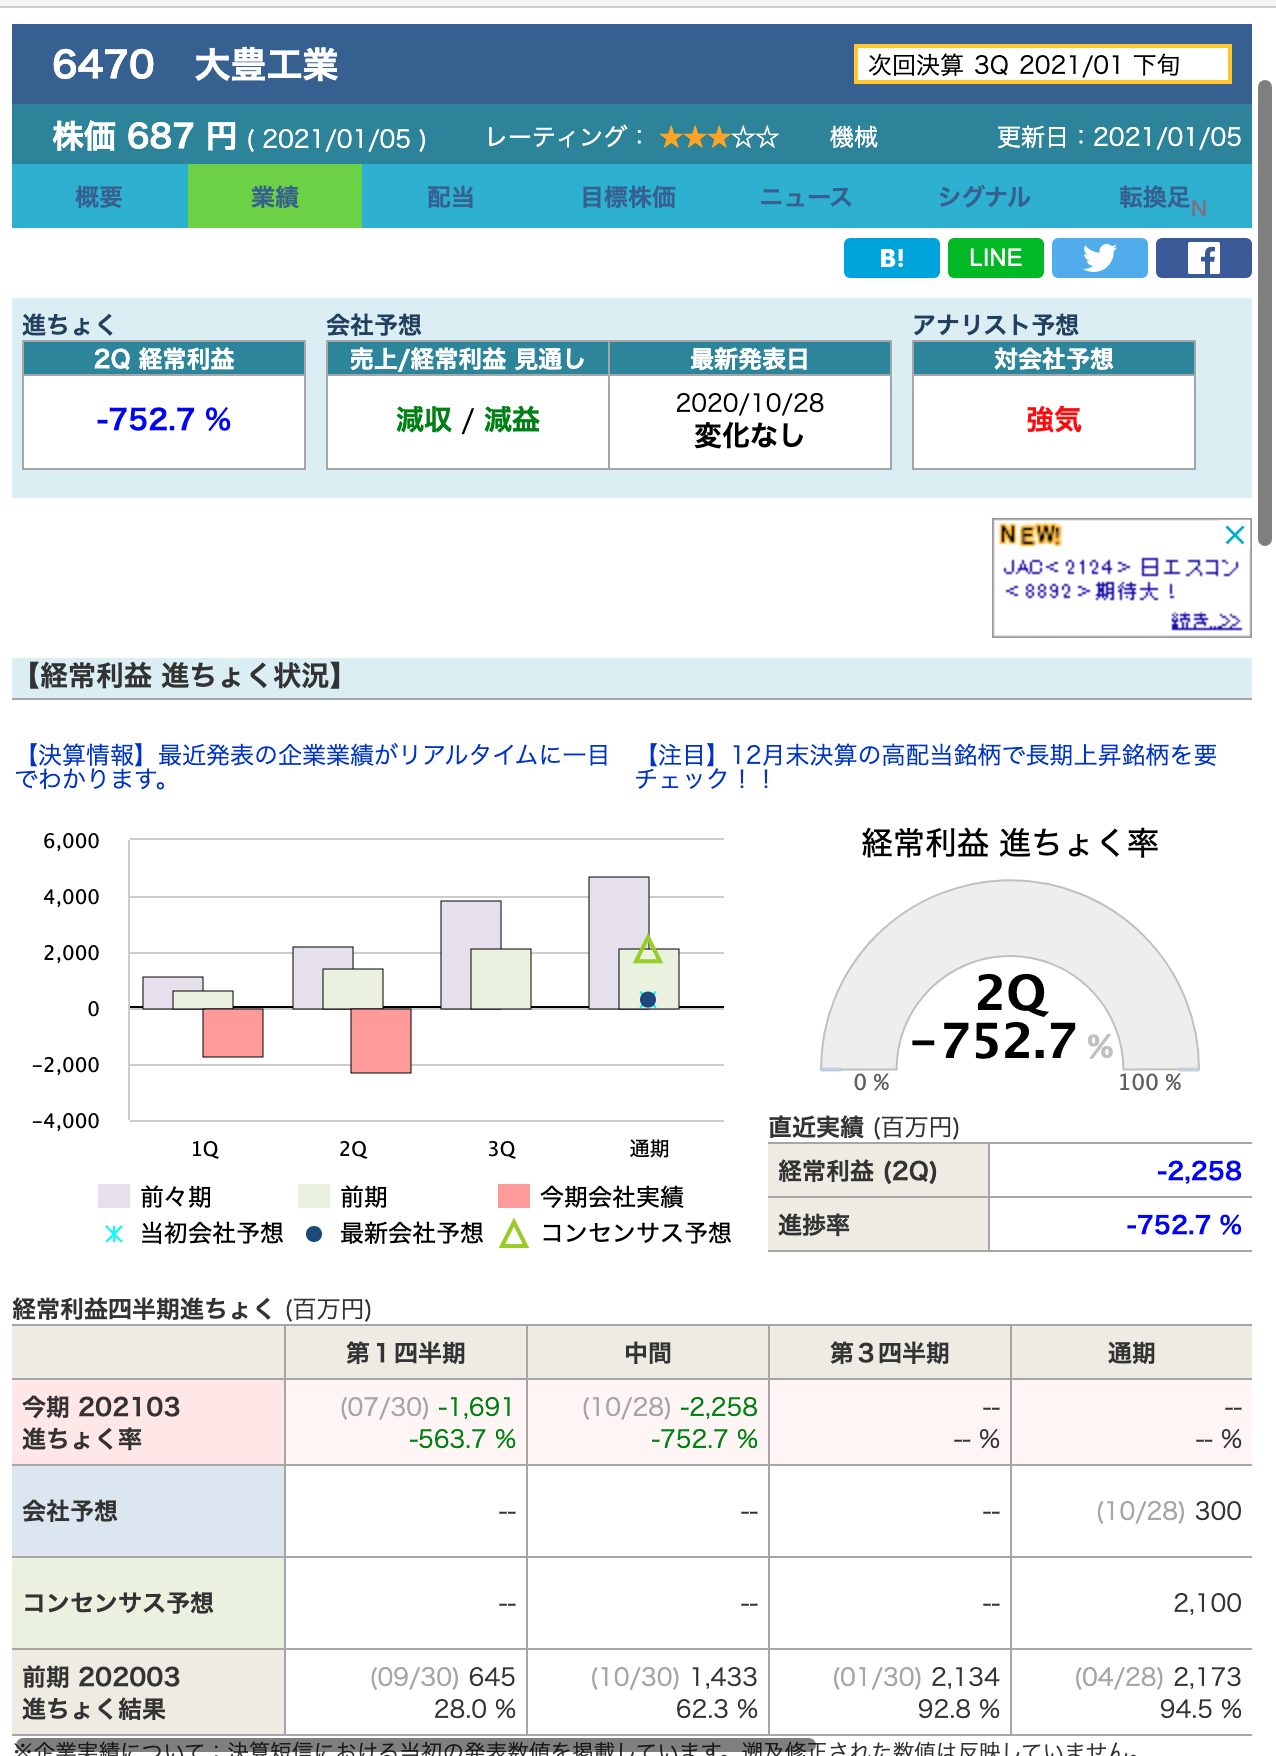 6470 大豊工業
次回決算 3Q 2021/01 下旬
株価 687 円 ( 2021/01/05 ) レーティング： ★★★☆☆ 機械 更新日：2021/01/05
概要 業績 配当 目標株価 ニュース シグナル 転換足N
B! LINE
進ちょく 会社予想 アナリスト予想
2Q 経常利益 売上/経常利益 見通し 最新発表日 対会社予想
-752.7 % 減収 / 減益 2020/10/28 強気
変化なし
NEW!
JAC<2124> 日エスコン
<8892>期待大！
続き..>>
【経常利益 進ちょく状況】
【決算情報】最近発表の企業業績がリアルタイムに一目
でわかります。
【注目】12月末決算の高配当銘柄で長期上昇銘柄を要
チェック！！
6,000
4,000
2,000
0
-2,000
-4,000
1Q 2Q 3Q 通期
前々期 前期 今期会社実績
当初会社予想 最新会社予想 コンセンサス予想
経常利益 進ちょく率
2Q
-752.7 %
0 % 100 %
直近実績 (百万円)
経常利益 (2Q) -2,258
進捗率 -752.7 %
経常利益四半期進ちょく (百万円)
第１四半期 中間 第３四半期 通期
今期 202103 (07/30) -1,691 (10/28) -2,258 -- --
進ちょく率 -563.7 % -752.7 % -- % -- %
会社予想 -- -- -- (10/28) 300
コンセンサス予想 -- -- -- 2,100
前期 202003 (09/30) 645 (10/30) 1,433 (01/30) 2,134 (04/28) 2,173
進ちょく結果 28.0 % 62.3 % 92.8 % 94.5 %
※企業実績について：決算短信における当初の発表数値を掲載しています。遡及修正された数値は反映していません。